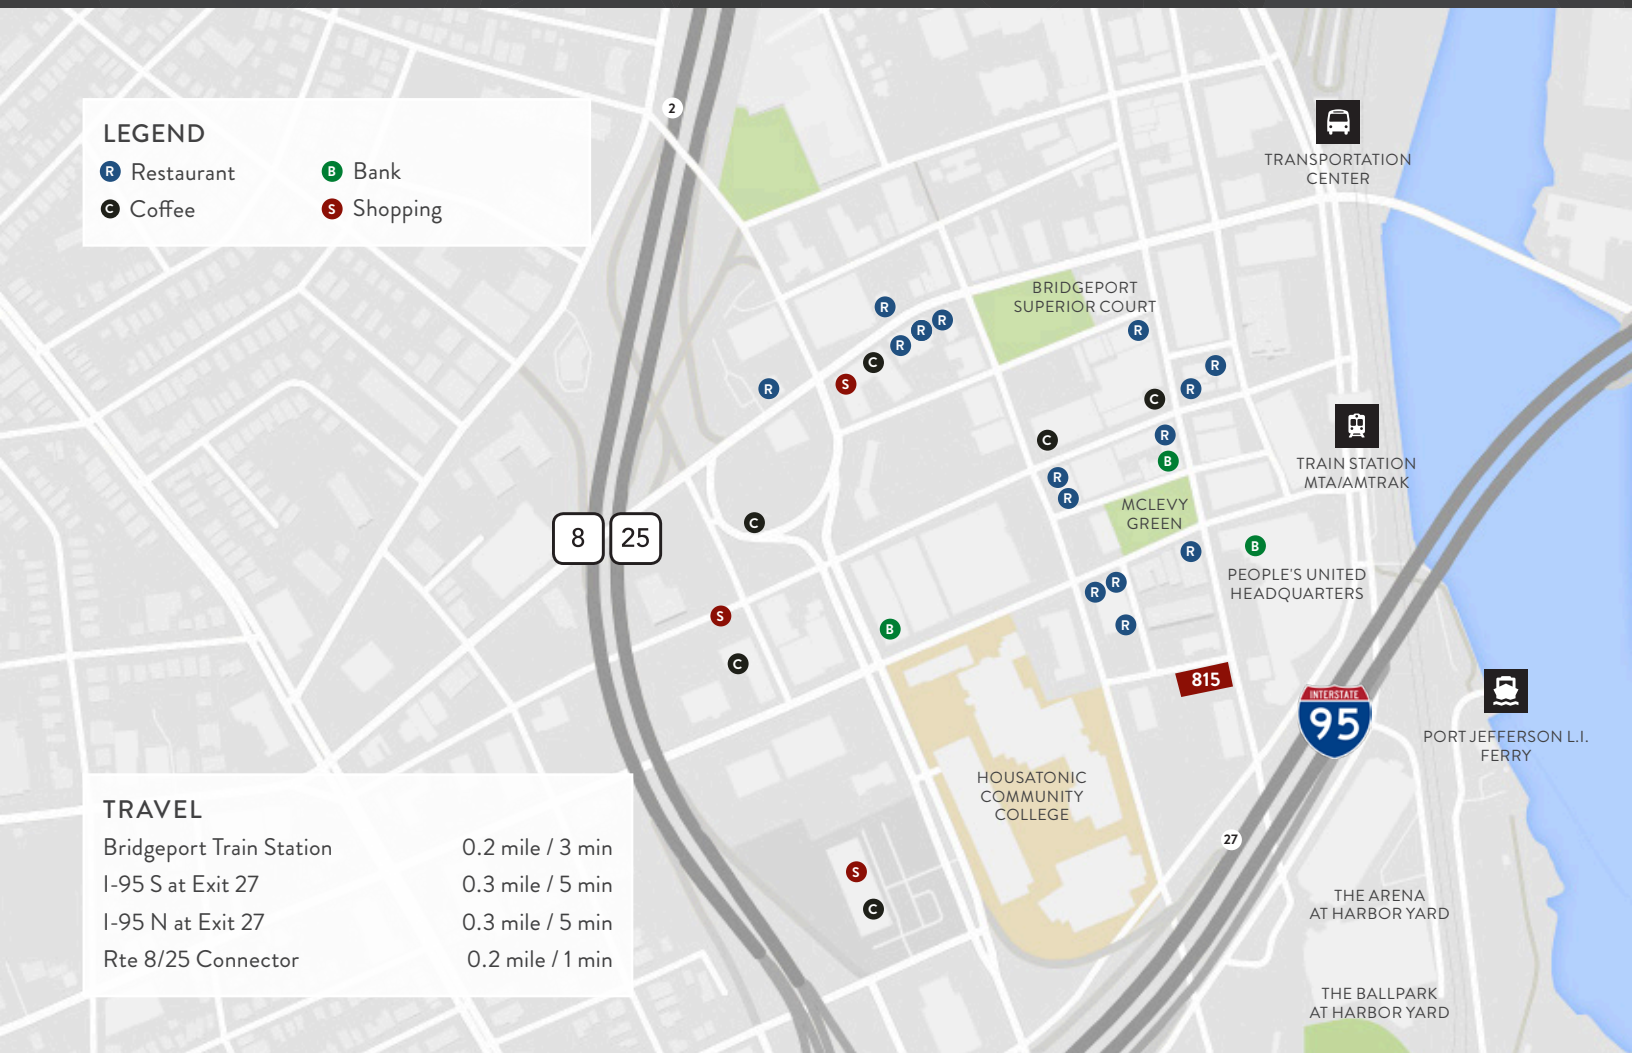 2
LEGEND
R Restaurant
B Bank
C Coffee
S Shopping
TRANSPORTATION
CENTER
BRIDGEPORT
SUPERIOR COURT
R
R
R
R
R
C
R
S
R
R
R
C
C
R
B
R
R
TRAIN STATION
MTA/AMTRAK
MCLEVY
GREEN
8
25
C
R
B
PEOPLE'S UNITED
HEADQUARTERS
R
R
S
R
B
C
815
INTERSTATE
95
PORT JEFFERSON L.I.
FERRY
HOUSATONIC
COMMUNITY
COLLEGE
TRAVEL
Bridgeport Train Station 0.2 mile / 3 min
I-95 S at Exit 27 0.3 mile / 5 min
I-95 N at Exit 27 0.3 mile / 5 min
Rte 8/25 Connector 0.2 mile / 1 min
27
S
C
THE ARENA
AT HARBOR YARD
THE BALLPARK
AT HARBOR YARD